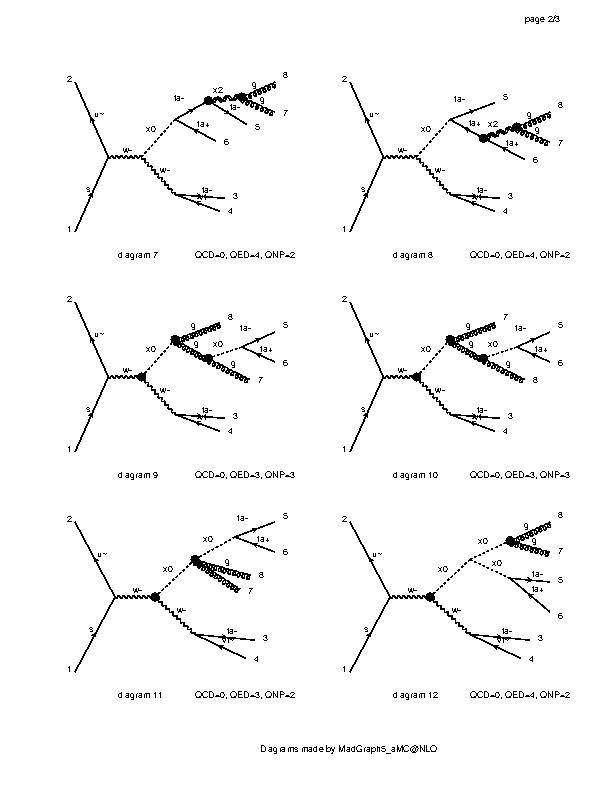 page 2/3
2
1
s
u~
w-
x0
w-
ta-
x2
g
g
8
7
ta-
5
ta+
6
ta-
3
4
diagram 7 QCD=0, QED=4, QNP=2
2
1
s
u~
w-
x0
w-
ta-
5
ta+
x2
g
g
8
7
ta+
6
ta-
3
4
diagram 8 QCD=0, QED=4, QNP=2
2
1
s
u~
w-
x0
w-
g
8
g
x0
g
7
ta-
5
ta+
6
ta-
3
4
diagram 9 QCD=0, QED=3, QNP=3
2
1
s
u~
w-
x0
w-
g
7
g
x0
g
8
ta-
5
ta+
6
ta-
3
4
diagram 10 QCD=0, QED=3, QNP=3
2
1
s
u~
w-
x0
w-
x0
ta-
5
ta+
6
g
8
g
7
ta-
3
4
diagram 11 QCD=0, QED=3, QNP=2
2
1
s
u~
w-
x0
w-
x0
g
8
g
7
x0
ta-
5
ta+
6
ta-
3
4
diagram 12 QCD=0, QED=4, QNP=2
Diagrams made by MadGraph5_aMC@NLO